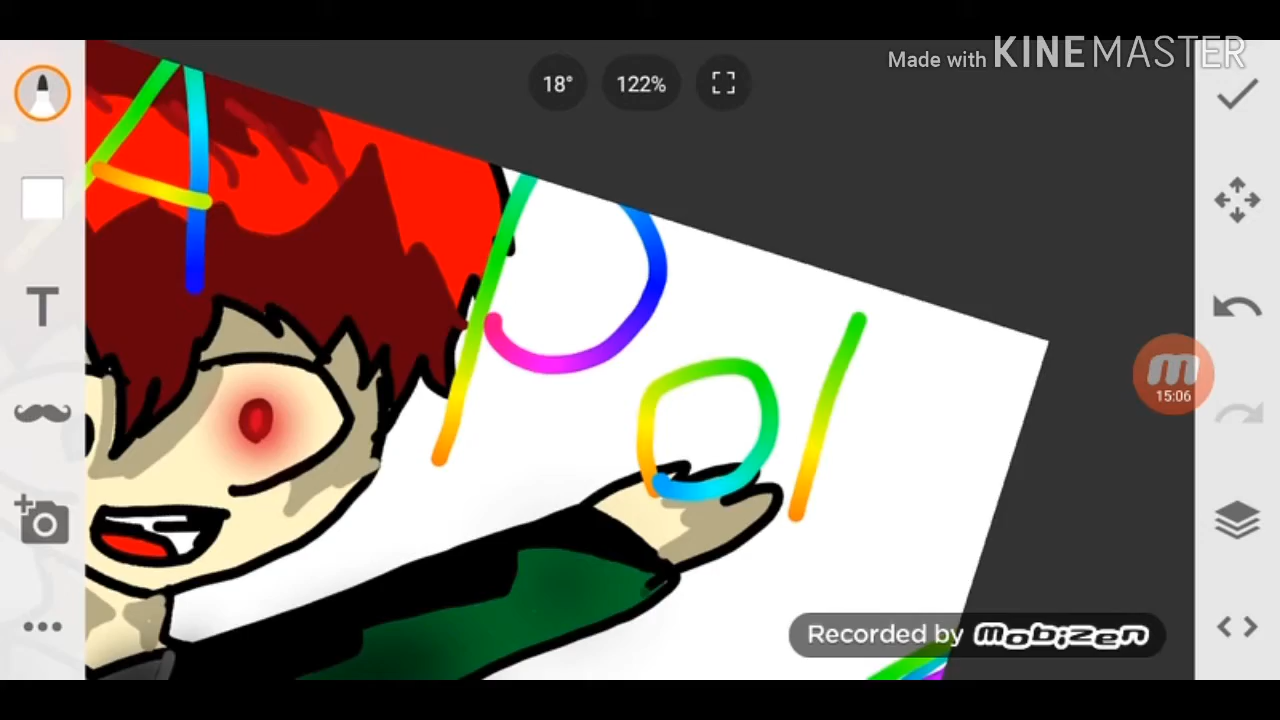 Made with KINEMASTER
18° 122%
T
Apol
15:06
Recorded by mobizen